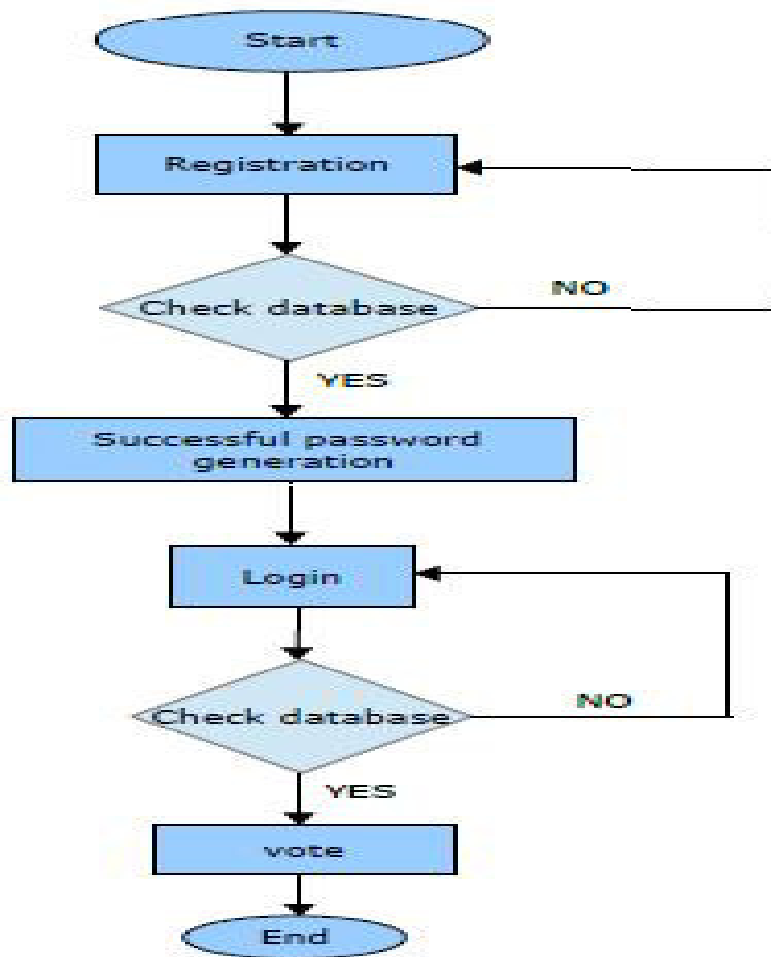 Start
Registration
Check database
NO
YES
Successful password
generation
Login
Check database
NO
YES
vote
End